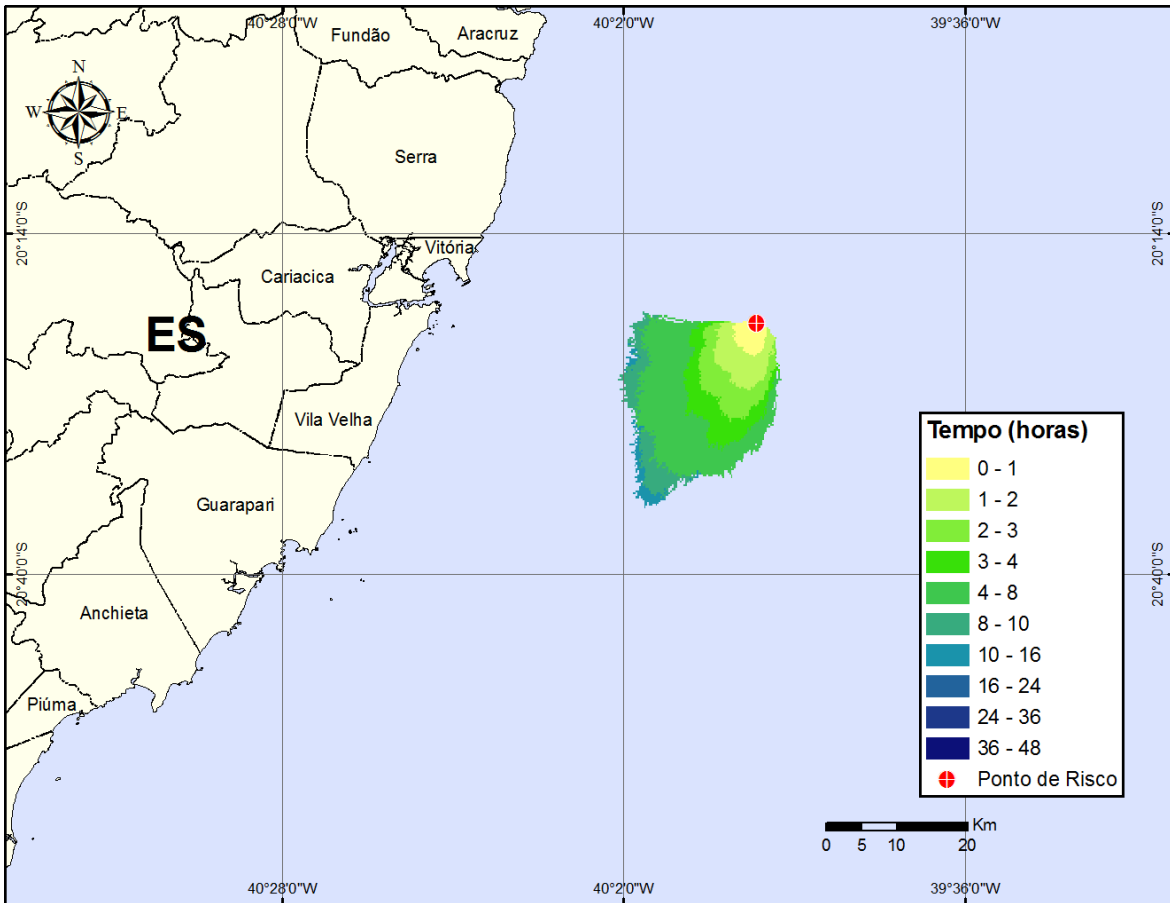 40°28'0"W
40°2'0"W
39°36'0"W
Fundão
Aracruz
N
W
E
S
Serra
20°14'0"S
20°14'0"S
Vitória
Cariacica
ES
Vila Velha
Guarapari
20°40'0"S
20°40'0"S
Anchieta
Piúma
Tempo (horas)
0 - 1
1 - 2
2 - 3
3 - 4
4 - 8
8 - 10
10 - 16
16 - 24
24 - 36
36 - 48
Ponto de Risco
Km
0 5 10 20
40°28'0"W
40°2'0"W
39°36'0"W